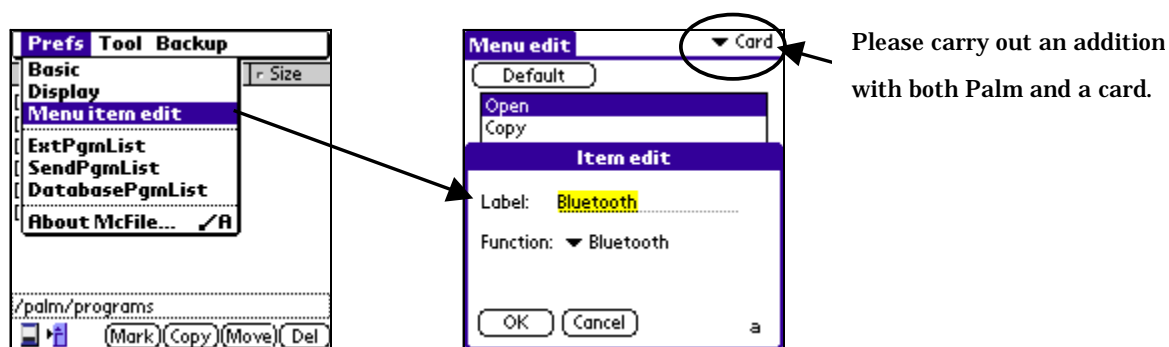 Prefs Tool Backup
Basic
Size
Display
Menu item edit
ExtPgmList
SendPgmList
DatabasePgmList
About McFile... A
/palm/programs
Mark Copy Move Del
Menu edit Card
Default
Open
Copy
Item edit
Label: Bluetooth
Function: Bluetooth
OK Cancel a
Please carry out an addition
with both Palm and a card.